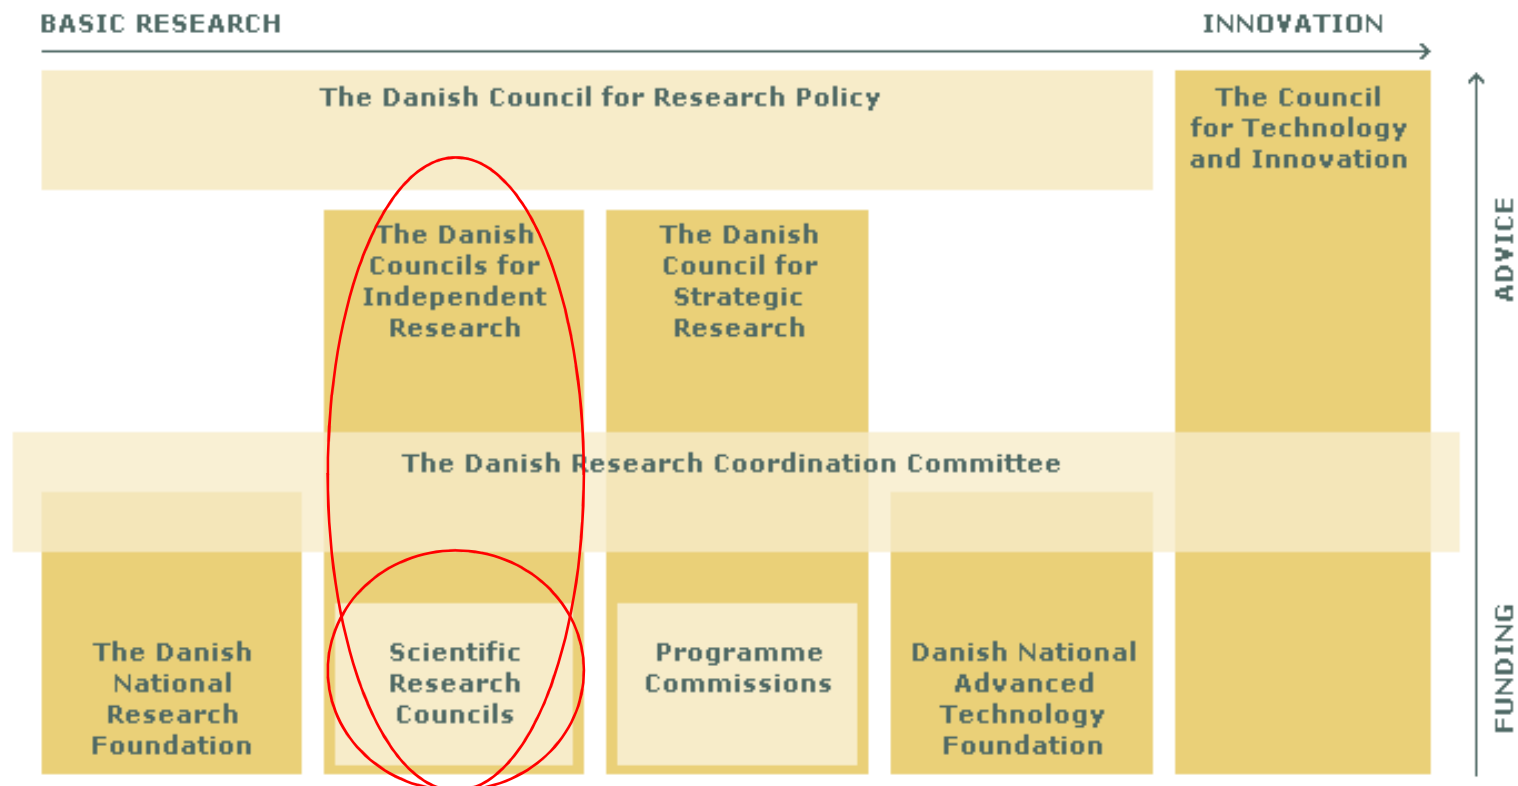 BASIC RESEARCH
INNOVATION
The Danish Council for Research Policy
The Council
for Technology
and Innovation
ADVICE
The Danish
Councils for
Independent
Research
The Danish
Council for
Strategic
Research
The Danish Research Coordination Committee
The Danish
National
Research
Foundation
Scientific
Research
Councils
Programme
Commissions
Danish National
Advanced
Technology
Foundation
FUNDING